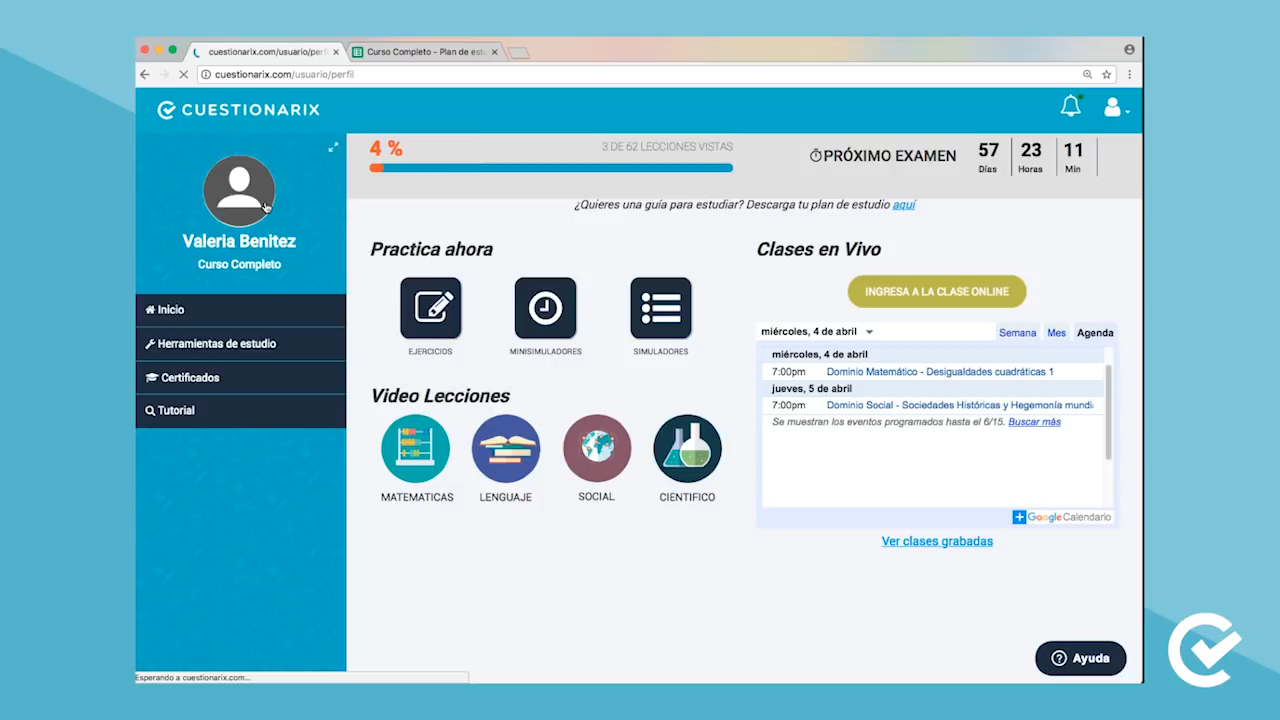 cuestionarix.com/usuario/perfi
Curso Completo - Plan de est
cuestionarix.com/usuario/perfil
CUESTIONARIX
4 %
3 DE 62 LECCIONES VISTAS
PRÓXIMO EXAMEN
57
23
11
Días
Horas
Min
¿Quieres una guía para estudiar? Descarga tu plan de estudio aquí
Valeria Benitez
Curso Completo
Inicio
Herramientas de estudio
Certificados
Tutorial
Practica ahora
EJERCICIOS
MINISIMULADORES
SIMULADORES
Video Lecciones
MATEMATICAS
LENGUAJE
SOCIAL
CIENTIFICO
Clases en Vivo
INGRESA A LA CLASE ONLINE
miércoles, 4 de abril
Semana
Mes
Agenda
miércoles, 4 de abril
7:00pm Dominio Matemático - Desigualdades cuadráticas 1
jueves, 5 de abril
7:00pm Dominio Social - Sociedades Históricas y Hegemonía mundi
Se muestran los eventos programados hasta el 6/15. Buscar más
Google Calendario
Ver clases grabadas
Ayuda
Esperando a cuestionarix.com...